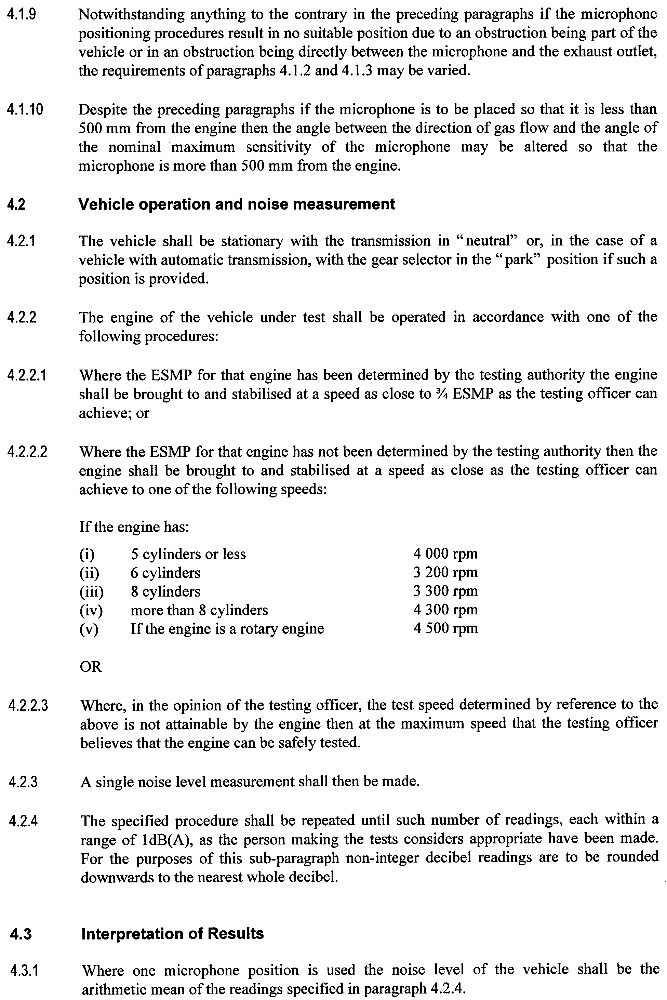 4.1.9 Notwithstanding anything to the contrary in the preceding paragraphs if the microphone
positioning procedures result in no suitable position due to an obstruction being part of the
vehicle or in an obstruction being directly between the microphone and the exhaust outlet,
the requirements of paragraphs 4.1.2 and 4.1.3 may be varied.
4.1.10 Despite the preceding paragraphs if the microphone is to be placed so that it is less than
500 mm from the engine then the angle between the direction of gas flow and the angle of
the nominal maximum sensitivity of the microphone may be altered so that the
microphone is more than 500 mm from the engine.
4.2 Vehicle operation and noise measurement
4.2.1 The vehicle shall be stationary with the transmission in “neutral” or, in the case of a
vehicle with automatic transmission, with the gear selector in the “park” position if such a
position is provided.
4.2.2 The engine of the vehicle under test shall be operated in accordance with one of the
following procedures:
4.2.2.1 Where the ESMP for that engine has been determined by the testing authority the engine
shall be brought to and stabilised at a speed as close to ¾ ESMP as the testing officer can
achieve; or
4.2.2.2 Where the ESMP for that engine has not been determined by the testing authority then the
engine shall be brought to and stabilised at a speed as close as the testing officer can
achieve to one of the following speeds:
If the engine has:
(i) 5 cylinders or less 4 000 rpm
(ii) 6 cylinders 3 200 rpm
(iii) 8 cylinders 3 300 rpm
(iv) more than 8 cylinders 4 300 rpm
(v) If the engine is a rotary engine 4 500 rpm
OR
4.2.2.3 Where, in the opinion of the testing officer, the test speed determined by reference to the
above is not attainable by the engine then at the maximum speed that the testing officer
believes that the engine can be safely tested.
4.2.3 A single noise level measurement shall then be made.
4.2.4 The specified procedure shall be repeated until such number of readings, each within a
range of 1dB(A), as the person making the tests considers appropriate have been made.
For the purposes of this sub-paragraph non-integer decibel readings are to be rounded
downwards to the nearest whole decibel.
4.3 Interpretation of Results
4.3.1 Where one microphone position is used the noise level of the vehicle shall be the
arithmetic mean of the readings specified in paragraph 4.2.4.